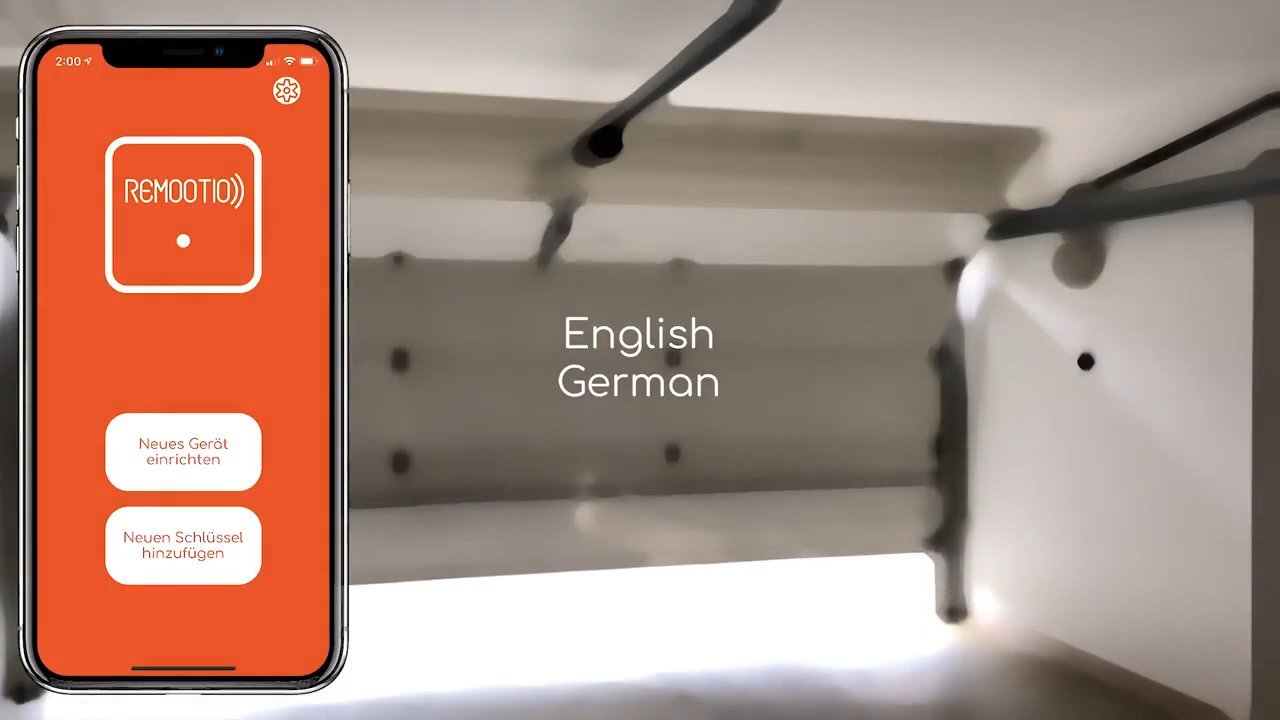 2:00
REMOOTIO
Neues Gerät
einrichten
Neuen Schlüssel
hinzufügen
English
German